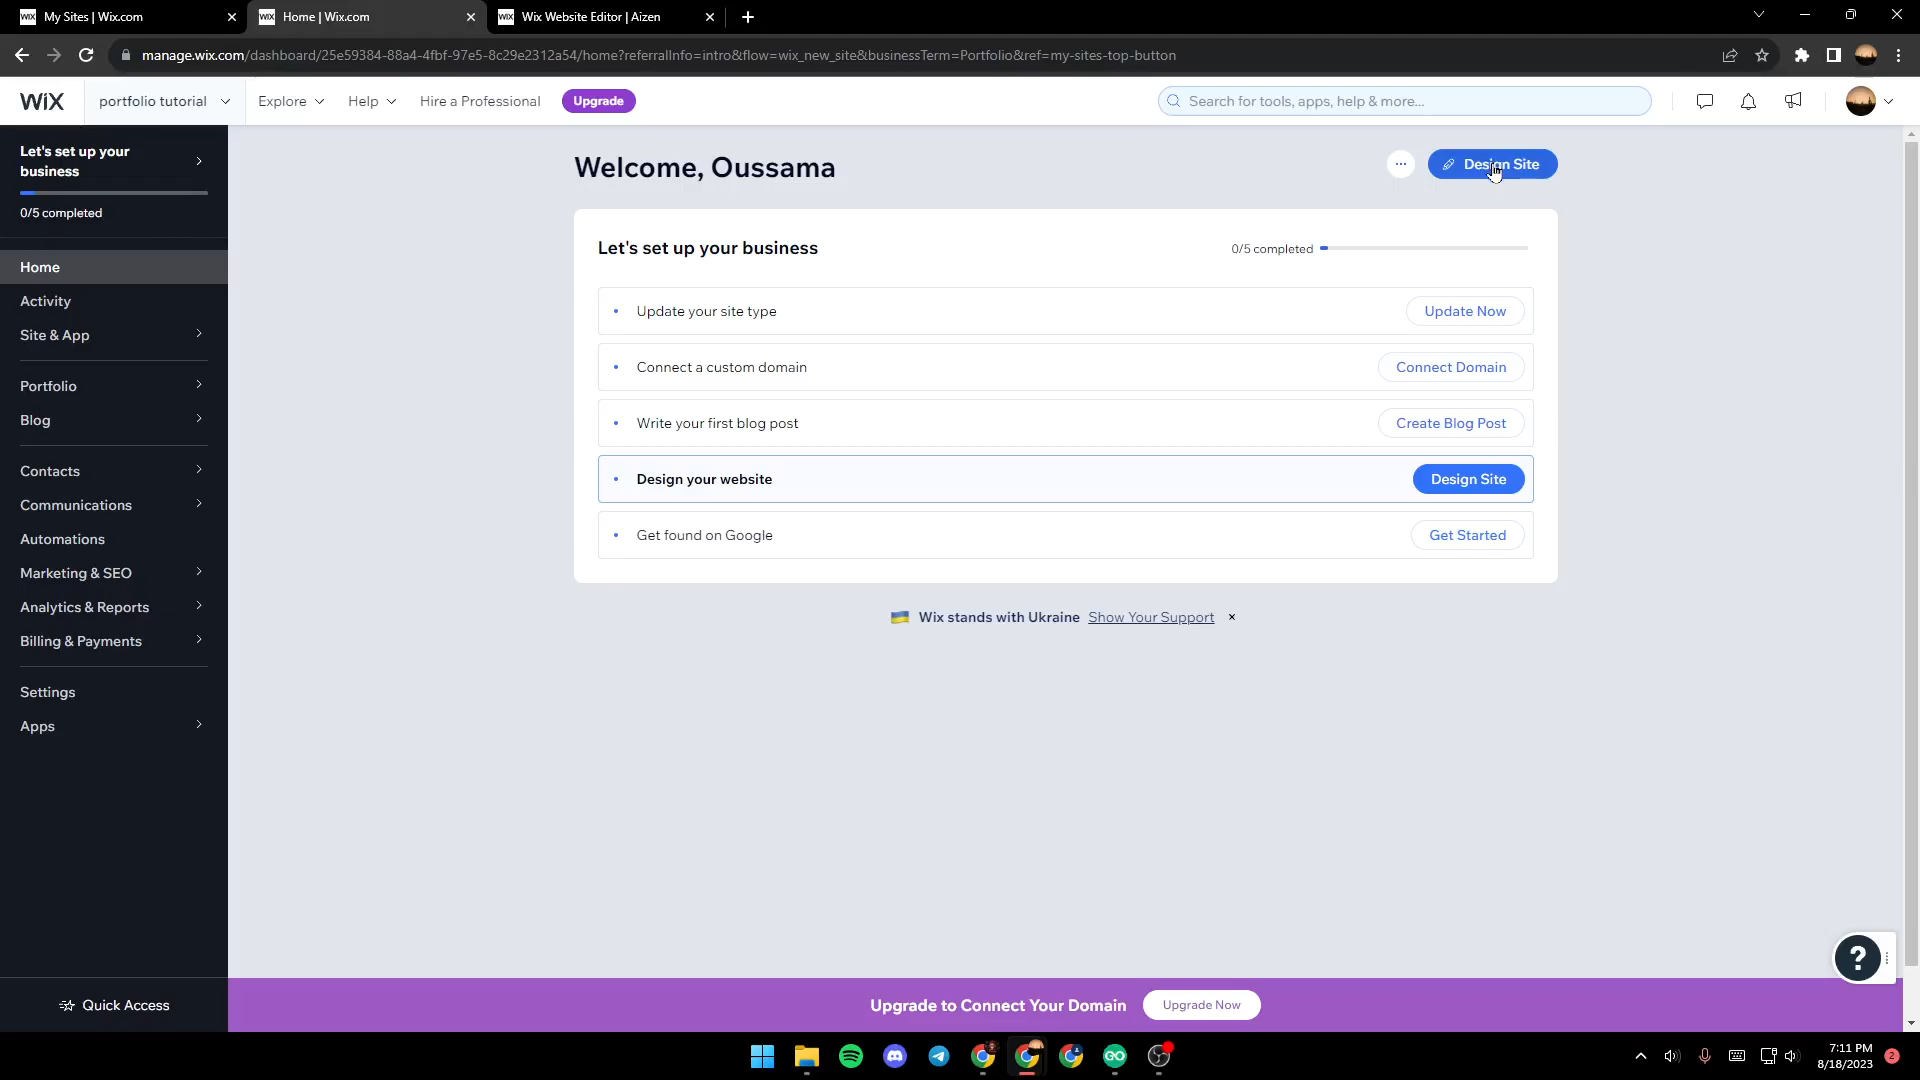 My Sites | Wix.com
Home | Wix.com
Wix Website Editor | Aizen
manage.wix.com/dashboard/25e59384-88a4-4fbf-97e5-8c29e2312a54/home?referralInfo=intro&flow=wix_new_site&businessTerm=Portfolio&ref=my-sites-top-button
WiX
portfolio tutorial
Explore
Help
Hire a Professional
Upgrade
Search for tools, apps, help & more...
Let's set up your
business
0/5 completed
Home
Activity
Site & App
Portfolio
Blog
Contacts
Communications
Automations
Marketing & SEO
Analytics & Reports
Billing & Payments
Settings
Apps
Quick Access
Welcome, Oussama
Design Site
Let's set up your business
0/5 completed
Update your site type
Update Now
Connect a custom domain
Connect Domain
Write your first blog post
Create Blog Post
Design your website
Design Site
Get found on Google
Get Started
Wix stands with Ukraine Show Your Support
Upgrade to Connect Your Domain
Upgrade Now
7:11 PM
8/18/2023
2